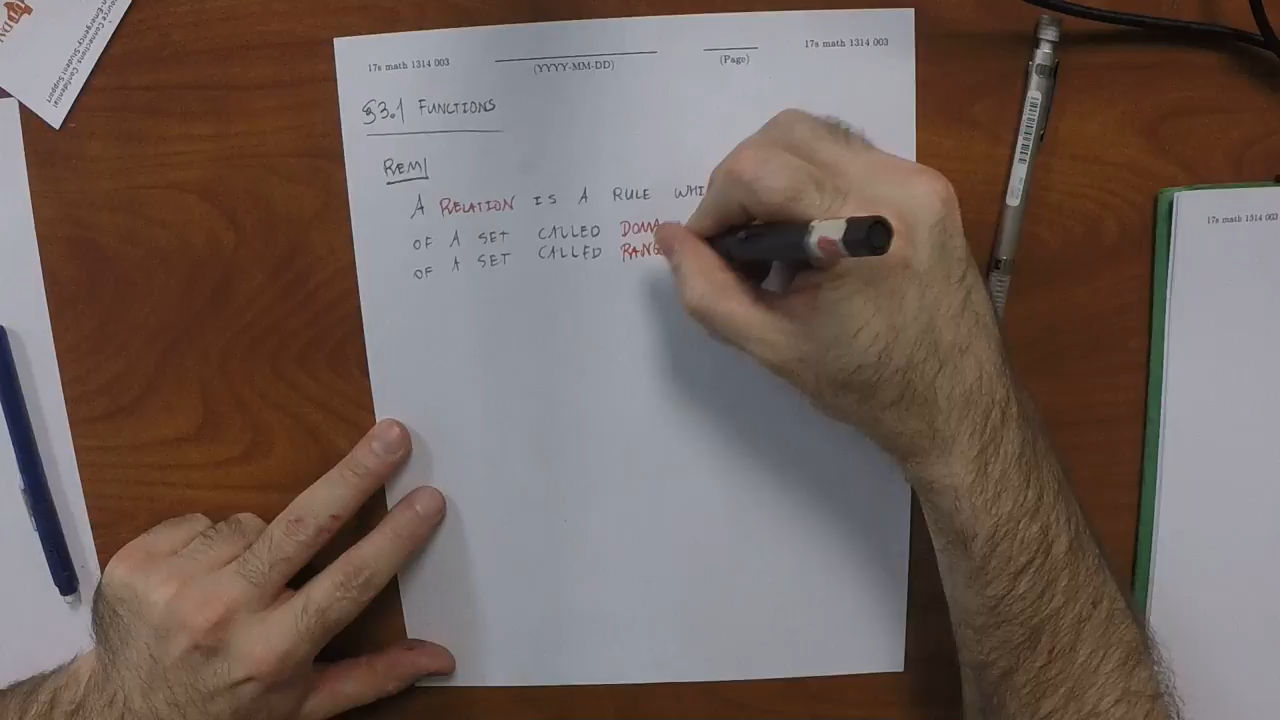 17s math 1314 003
(YYYY-MM-DD)
(Page)
17s math 1314 003
§3.1 FUNCTIONS
REM
A RELATION IS A RULE
OF A SET CALLED
OF A SET CALLED
17s math 1314 003